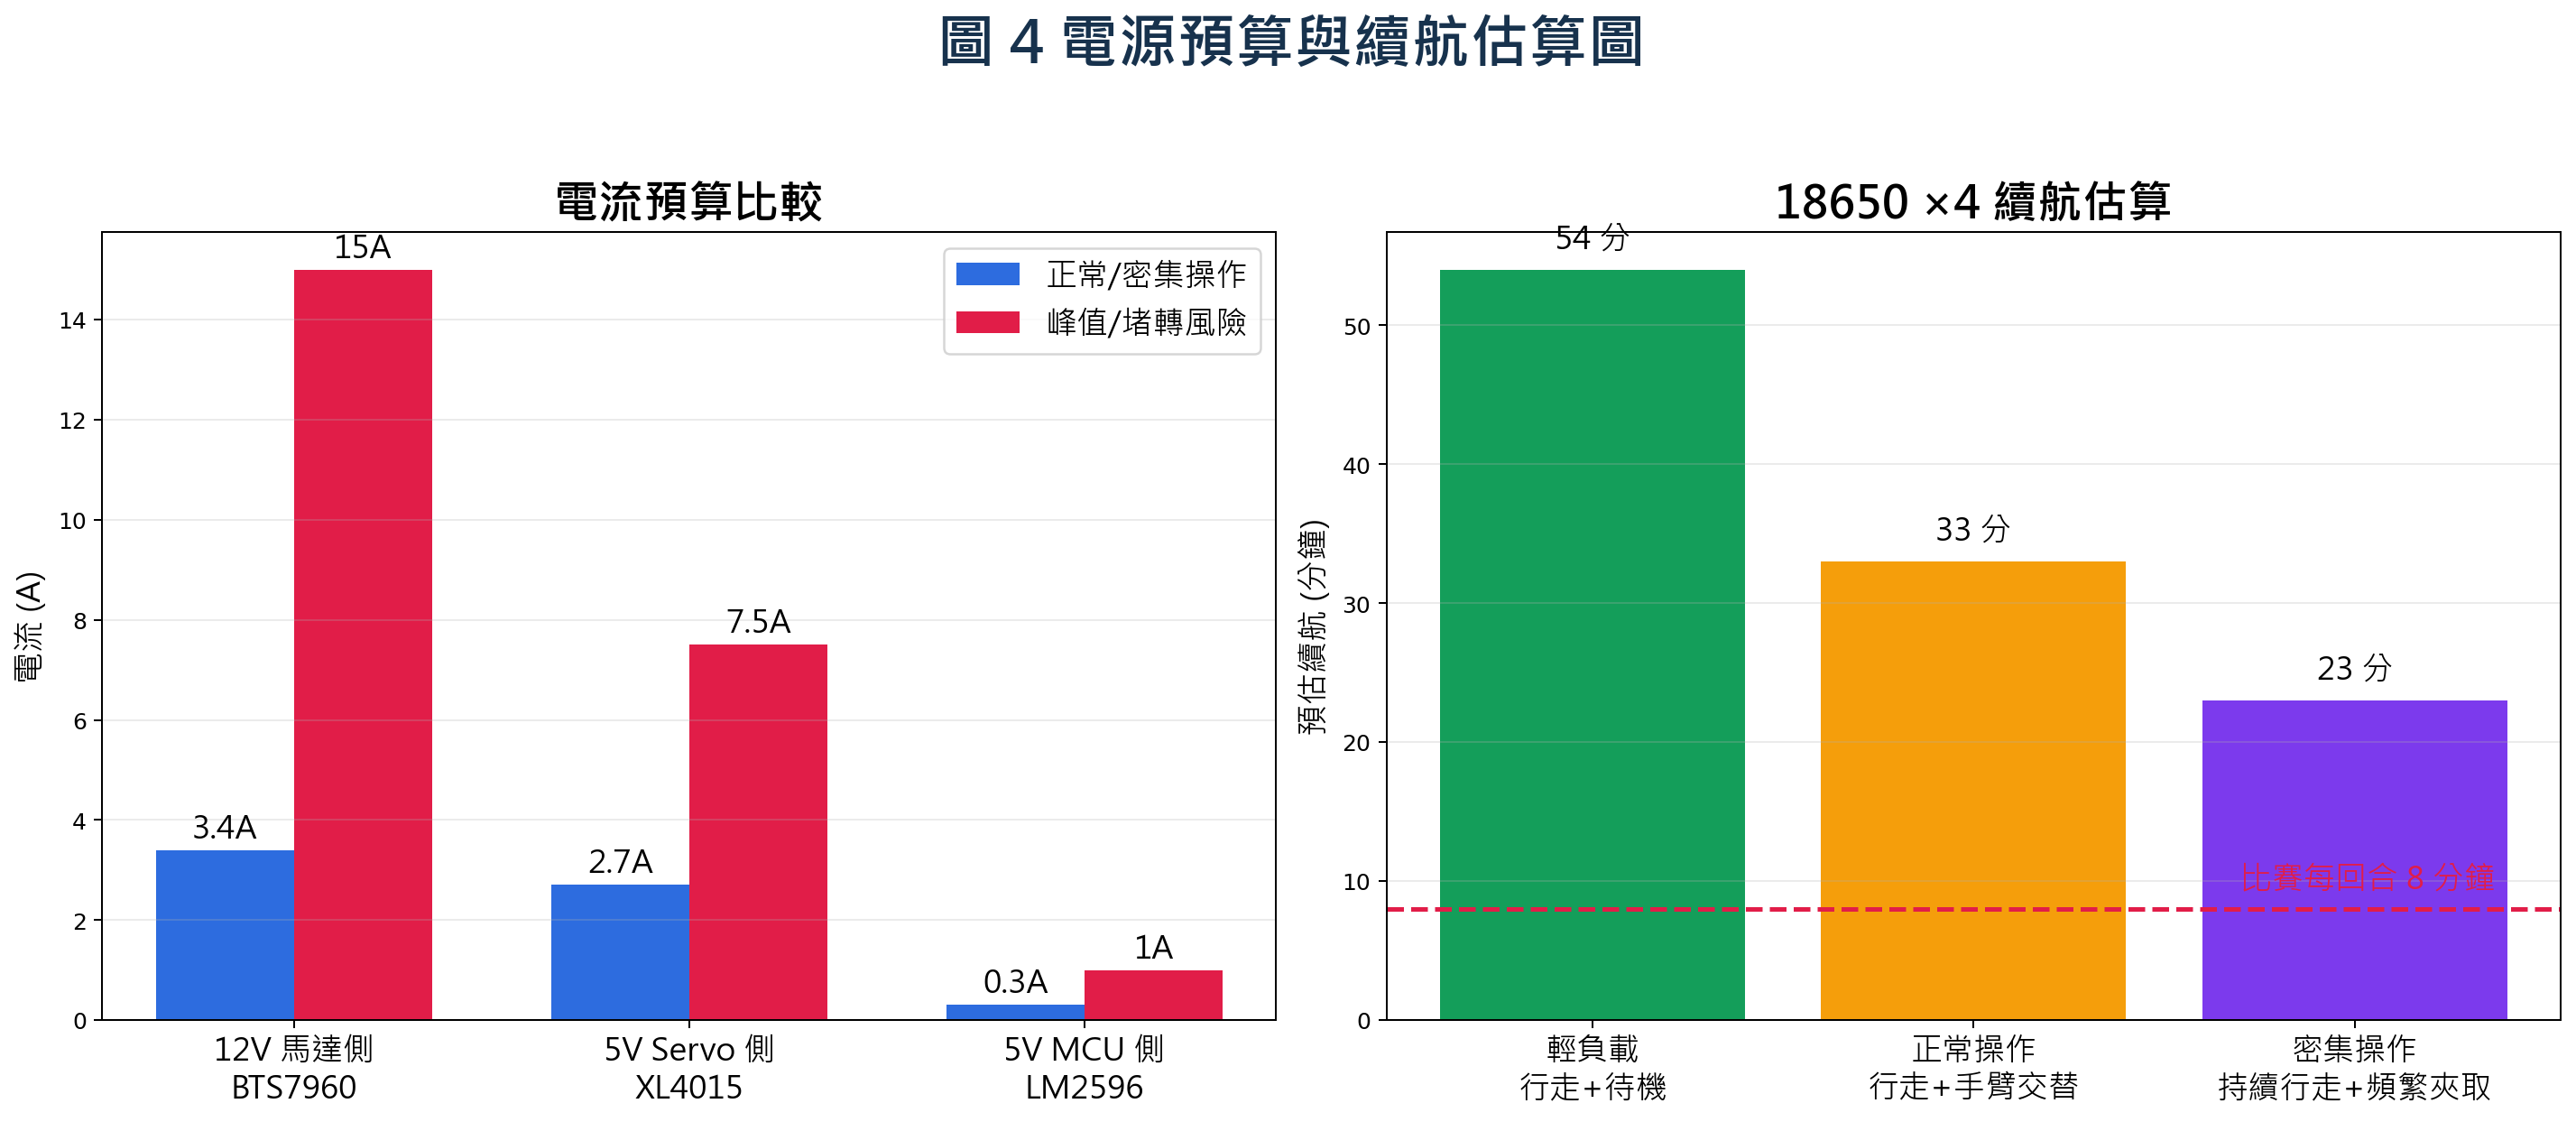 圖 4 電源預算與續航估算圖
電流預算比較
電流 (A)
14
12
10
8
6
4
2
0
15A
3.4A
7.5A
2.7A
1A
0.3A
正常/密集操作
峰值/堵轉風險
12V 馬達側
BTS7960
5V Servo 側
XL4015
5V MCU 側
LM2596
18650 ×4 續航估算
預估續航 (分鐘)
50
40
30
20
10
0
54 分
33 分
23 分
比賽每回合 8 分鐘
輕負載
行走+待機
正常操作
行走+手臂交替
密集操作
持續行走+頻繁夾取